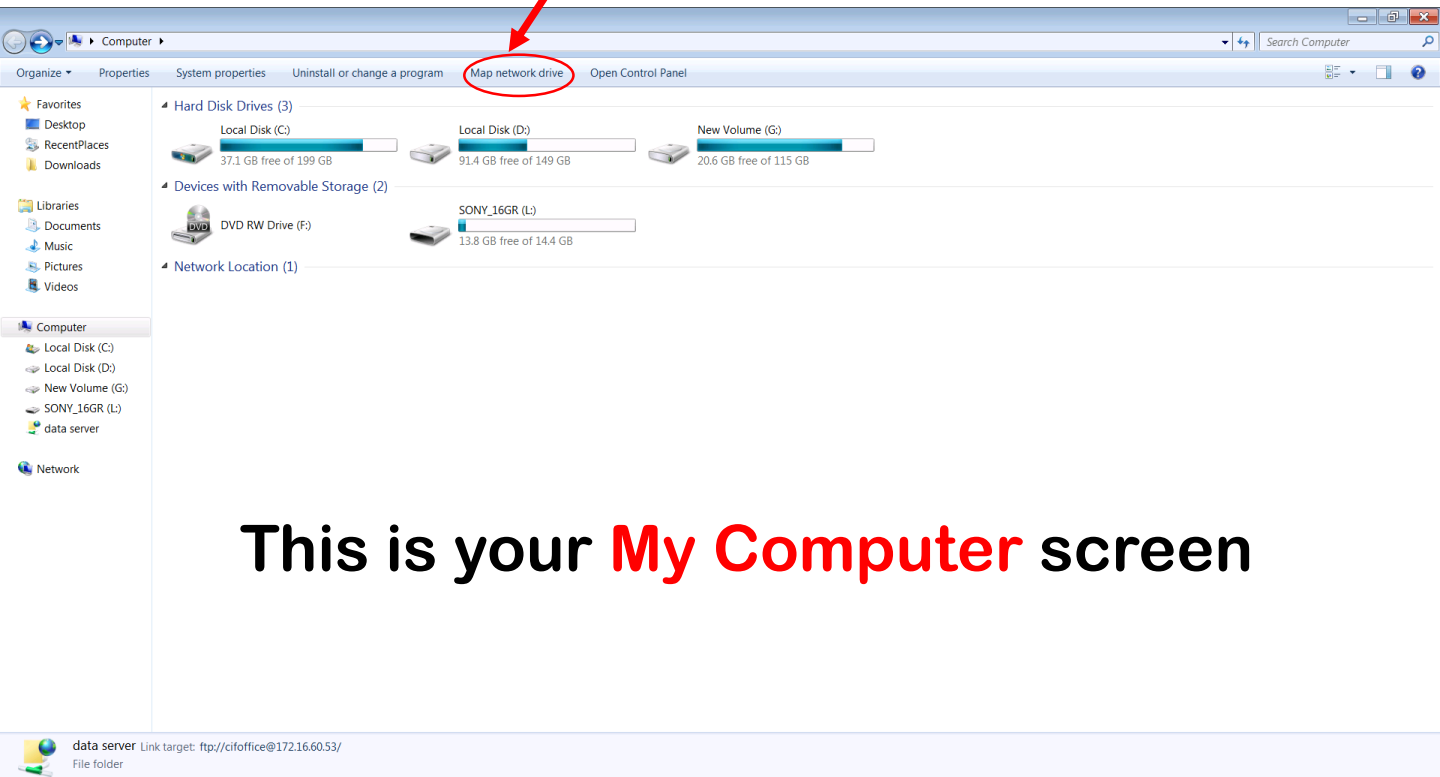 Computer
Search Computer
Organize Properties System properties Uninstall or change a program Map network drive Open Control Panel
Favorites
Desktop
RecentPlaces
Downloads
Libraries
Documents
Music
Pictures
Videos
Computer
Local Disk (C:)
Local Disk (D:)
New Volume (G:)
SONY_16GR (L:)
data server
Network
Hard Disk Drives (3)
Local Disk (C:)
37.1 GB free of 199 GB
Local Disk (D:)
91.4 GB free of 149 GB
New Volume (G:)
20.6 GB free of 115 GB
Devices with Removable Storage (2)
DVD
DVD RW Drive (F:)
SONY_16GR (L:)
13.8 GB free of 14.4 GB
Network Location (1)
This is your My Computer screen
data server Link target: ftp://cifoffice@172.16.60.53/
File folder